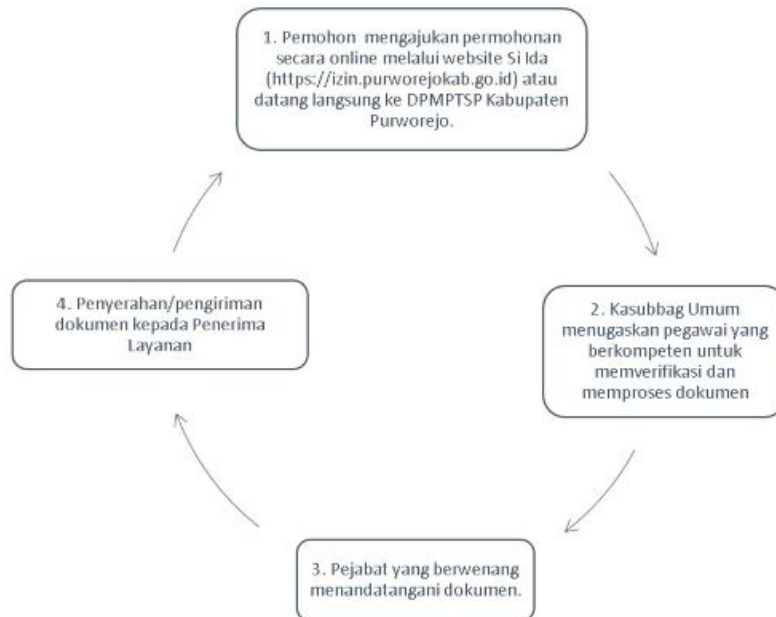 1. Pemohon mengajukan permohonan
secara online melalui website Si Ida
(https://izin.purworejokab.go.id) atau
datang langsung ke DPMPTSP Kabupaten
Purworejo.
2. Kasubbag Umum
menugaskan pegawai yang
berkompeten untuk
memverifikasi dan
memproses dokumen
3. Pejabat yang berwenang
menandatangani dokumen.
4. Penyerahan/pengiriman
dokumen kepada Penerima
Layanan